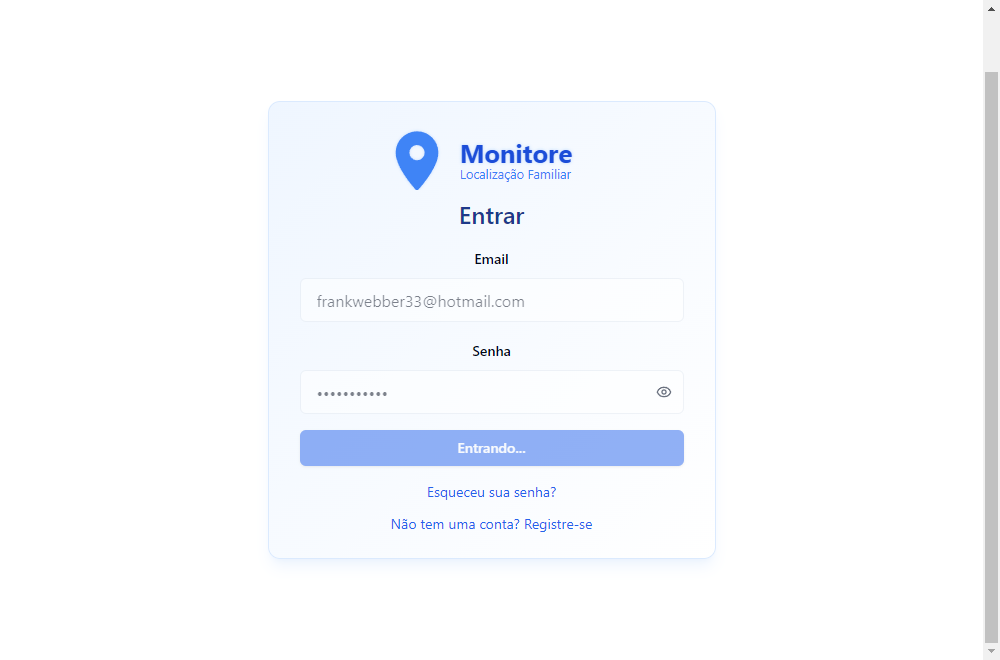 Monitore
Localização Familiar
Entrar
Email
frankwebber33@hotmail.com
Senha
•••••••••••
Entrando...
Esqueceu sua senha?
Não tem uma conta? Registre-se